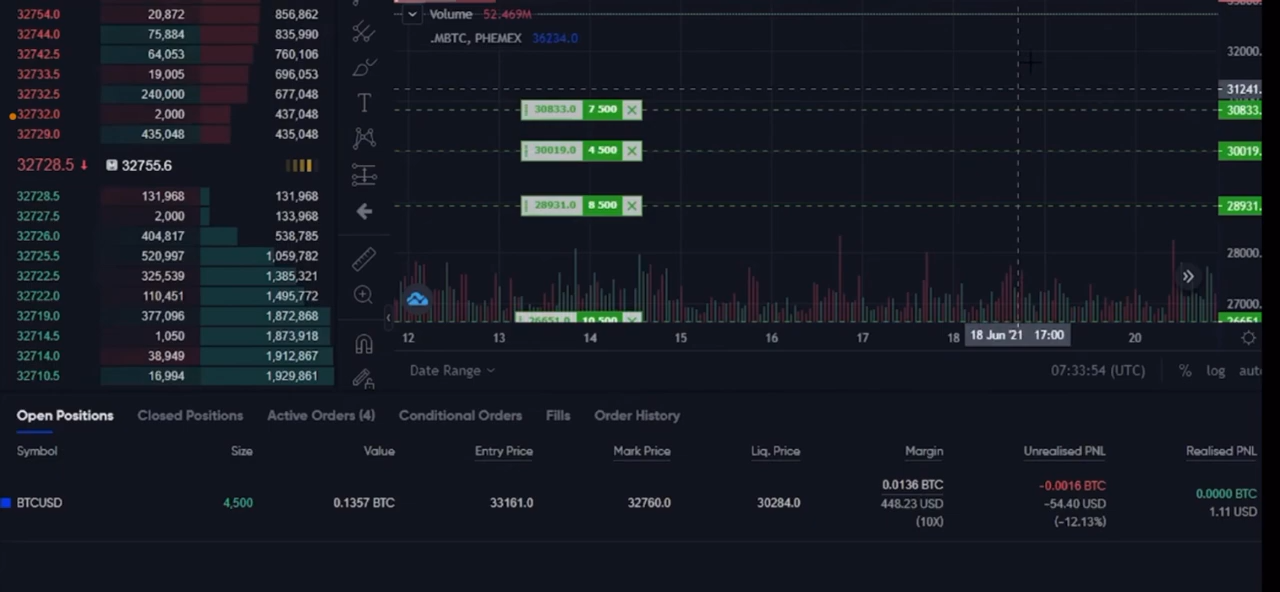 32754.0 20,872 856,862
32744.0 75,884 835,990
32742.5 64,053 760,106
32733.5 19,005 696,053
32732.5 240,000 677,048
32732.0 2,000 437,048
32729.0 435,048 435,048
32728.5 ↓ 32755.6
32728.5 131,968 131,968
32727.5 2,000 133,968
32726.0 404,817 538,785
32725.5 520,997 1,059,782
32722.5 325,539 1,385,321
32722.0 110,451 1,495,772
32719.0 377,096 1,872,868
32714.5 1,050 1,873,918
32714.0 38,949 1,912,867
32710.5 16,994 1,929,861
T
Volume 52.469M
.MBTC, PHEMEX 36234.0
30833.0 7 500
30019.0 4 500
28931.0 8 500
26651.0 10 500
32000.
31241.
30833.
30019.
28931.
28000.
27000.
26651
12 13 14 15 16 17 18 18 Jun '21 17:00 20
Date Range 07:33:54 (UTC) % log auto
Open Positions Closed Positions Active Orders (4) Conditional Orders Fills Order History
Symbol Size Value Entry Price Mark Price Liq. Price Margin Unrealised PNL Realised PNL
BTCUSD 4,500 0.1357 BTC 33161.0 32760.0 30284.0
0.0136 BTC
448.23 USD
(10X)
-0.0016 BTC
-54.40 USD
(-12.13%)
0.0000 BTC
1.11 USD